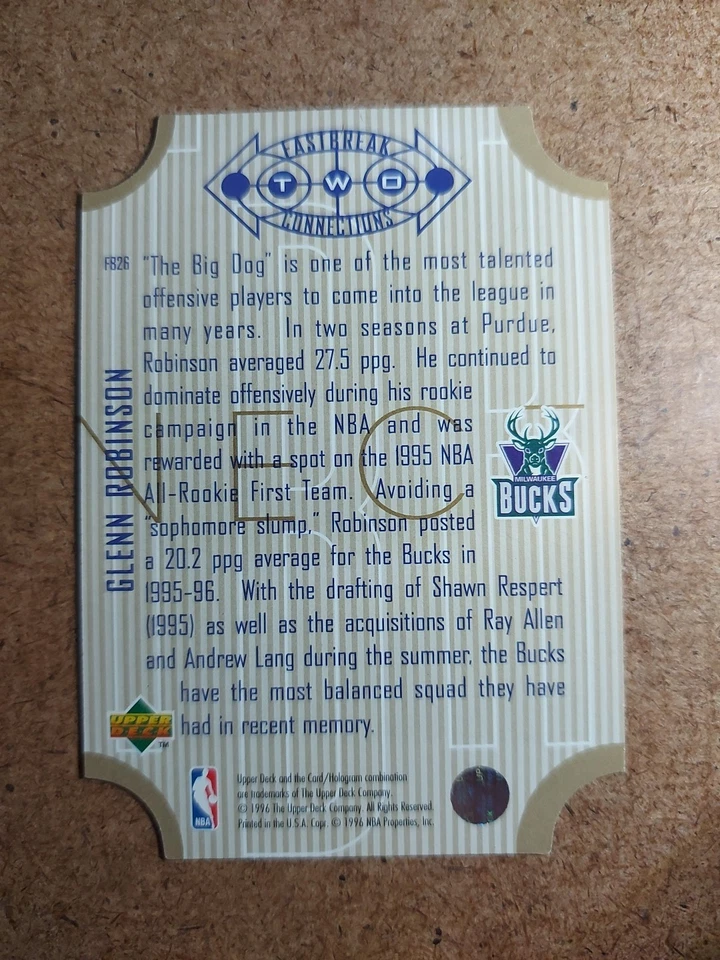 FASTBREAK
TWO
CONNECTIONS
FB26
"The Big Dog" is one of the most talented
offensive players to come into the league in
many years. In two seasons at Purdue,
Robinson averaged 27.5 ppg. He continued to
dominate offensively during his rookie
campaign in the NBA and was
rewarded with a spot on the 1995 NBA
All-Rookie First Team. Avoiding a
"sophomore slump," Robinson posted
a 20.2 ppg average for the Bucks in
1995-96. With the drafting of Shawn Respert
(1995) as well as the acquisitions of Ray Allen
and Andrew Lang during the summer, the Bucks
have the most balanced squad they have
had in recent memory.
GLENN ROBINSON
NEC
MILWAUKEE
BUCKS
UPPER
DECK
TM
NBA
Upper Deck and the Card/Hologram combination
are trademarks of The Upper Deck Company.
© 1996 The Upper Deck Company. All Rights Reserved.
Printed in the U.S.A. Copr. © 1996 NBA Properties, Inc.